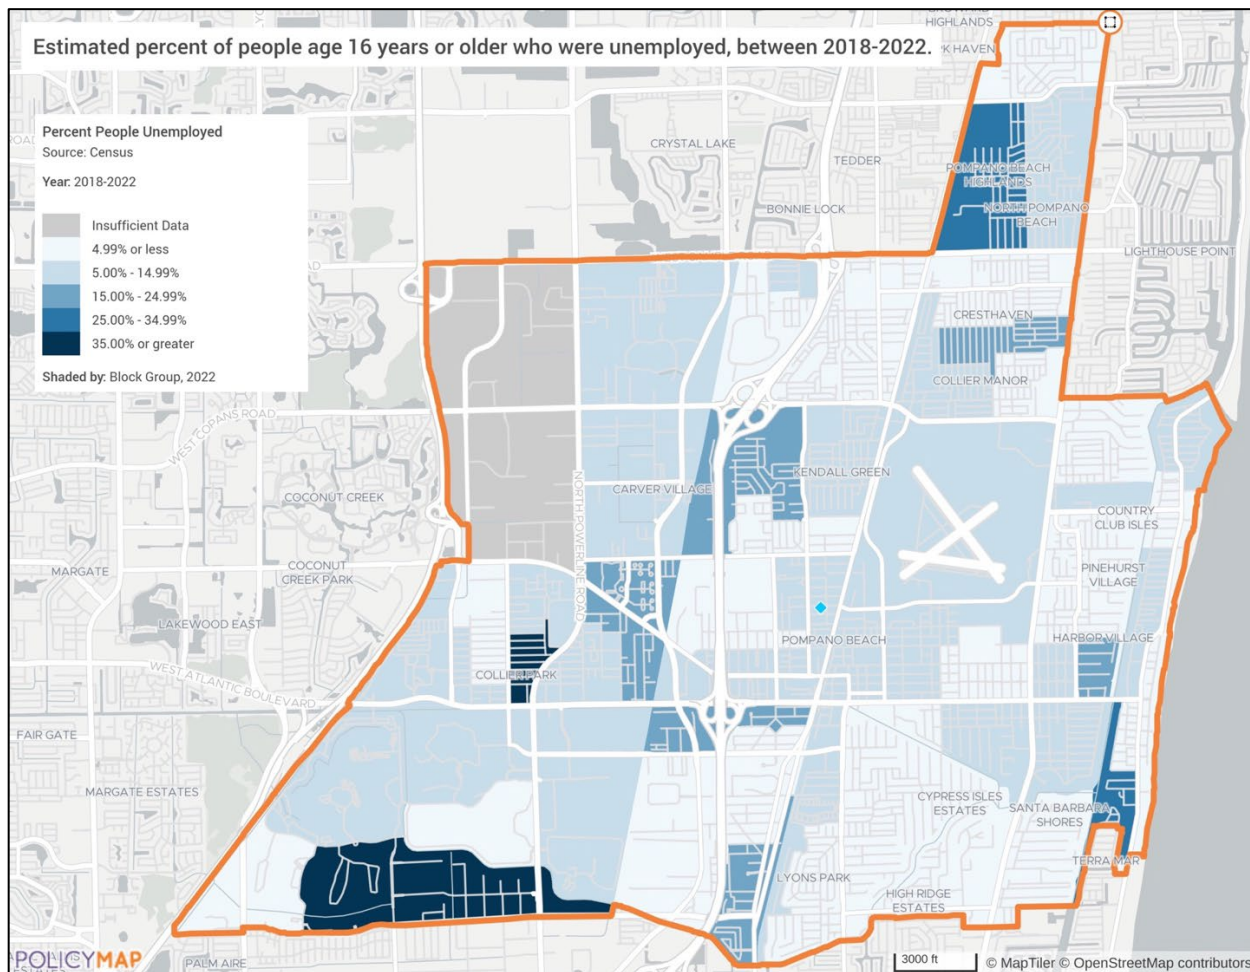 BROWARD
HIGHLANDS
Estimated percent of people age 16 years or older who were unemployed, between 2018-2022.
K HAVEN
Percent People Unemployed
Source: Census
Year: 2018-2022
Insufficient Data
4.99% or less
5.00% - 14.99%
15.00% - 24.99%
25.00% - 34.99%
35.00% or greater
Shaded by: Block Group, 2022
CRYSTAL LAKE
TEDDER
POMPANO BEACH
HIGHLANDS
BONNIE LOCK
NORTH POMPANO
BEACH
LIGHTHOUSE POINT
CRESTHAVEN
COLLIER MANOR
WEST COPANS ROAD
KENDALL GREEN
CARVER VILLAGE
COCONUT CREEK
NORTH POWERLINE ROAD
COUNTRY
CLUB ISLES
MARGATE
COCONUT
CREEK PARK
PINEHURST
VILLAGE
LAKEWOOD EAST
POMPANO BEACH
HARBOR VILLAGE
COLLIER PARK
WEST ATLANTIC BOULEVARD
FAIR GATE
MARGATE ESTATES
CYPRESS ISLES
ESTATES
SANTA BARBARA
SHORES
TERRA MAR
LYONS PARK
HIGH RIDGE
ESTATES
POLICYMAP
PALM AIRE
3000 ft
© MapTiler © OpenStreetMap contributors